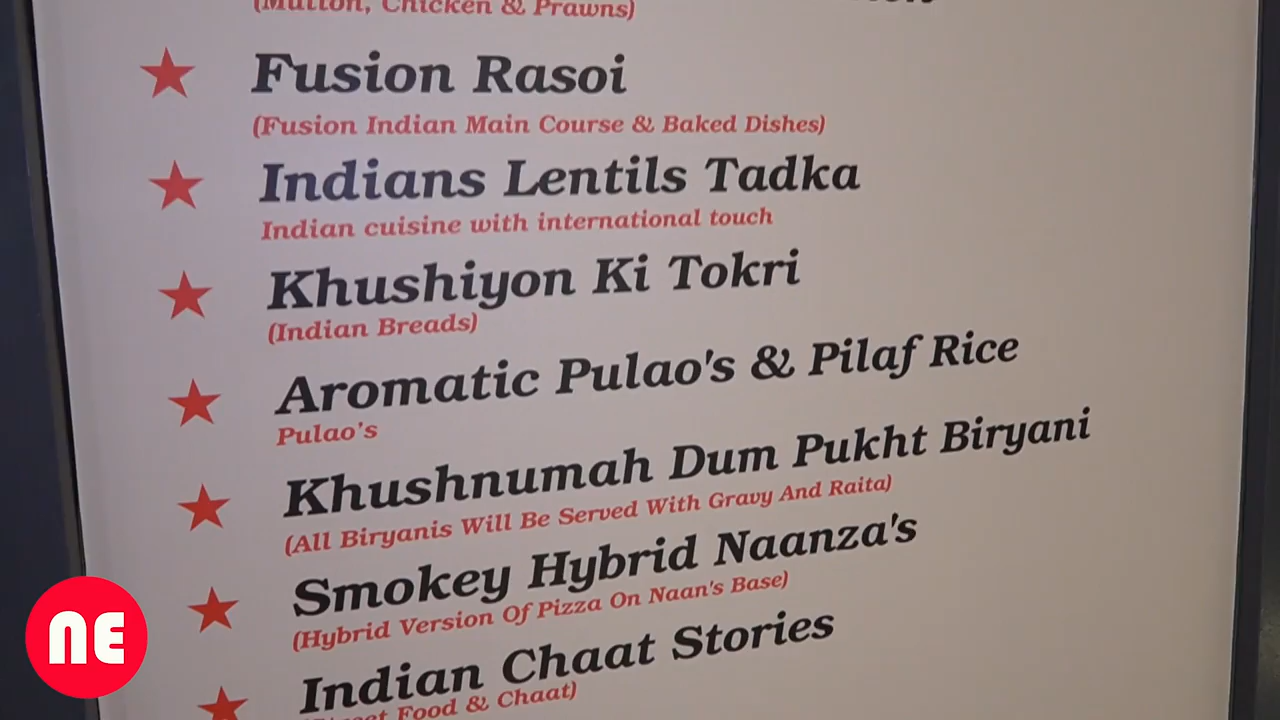 (Mutton, Chicken & Prawns)
Fusion Rasoi
(Fusion Indian Main Course & Baked Dishes)
Indians Lentils Tadka
Indian cuisine with international touch
Khushiyon Ki Tokri
(Indian Breads)
Aromatic Pulao's & Pilaf Rice
Pulao's
Khushnumah Dum Pukht Biryani
(All Biryanis Will Be Served With Gravy And Raita)
Smokey Hybrid Naanza's
(Hybrid Version Of Pizza On Naan's Base)
Indian Chaat Stories
Food & Chaat)
NE